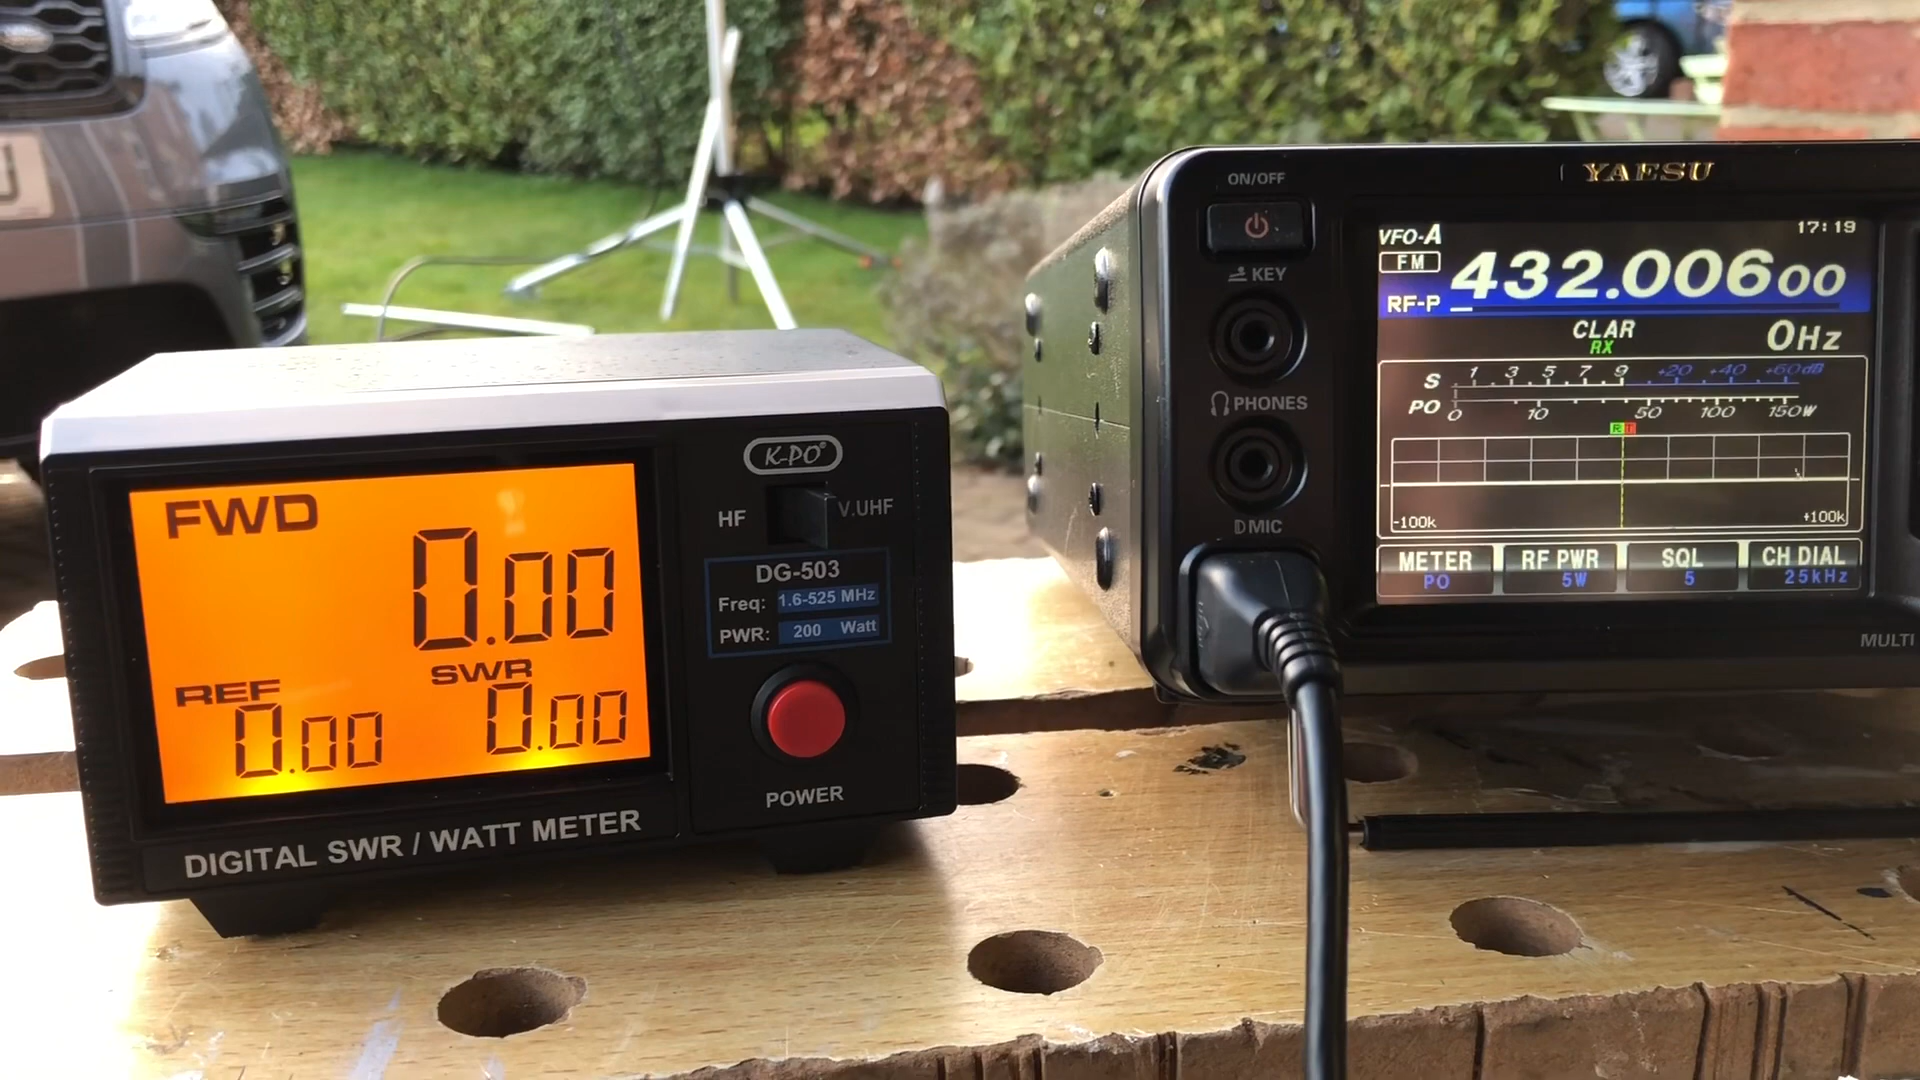 FWD
0.00
REF
0.00
SWR
0.00
DIGITAL SWR / WATT METER
K-PO®
HF
V.UHF
DG-503
Freq: 1.6-525 MHz
PWR: 200 Watt
POWER
YAESU
ON/OFF
KEY
PHONES
MIC
VFO-A
17:19
FM
432.00600
RF-P
CLAR
RX
0Hz
S 1 3 5 7 9 +20 +40 +60dB
PO 0 10 50 100 150W
R T
-100k
+100k
METER
PO
RF PWR
5W
SQL
5
CH DIAL
25kHz
MULTI